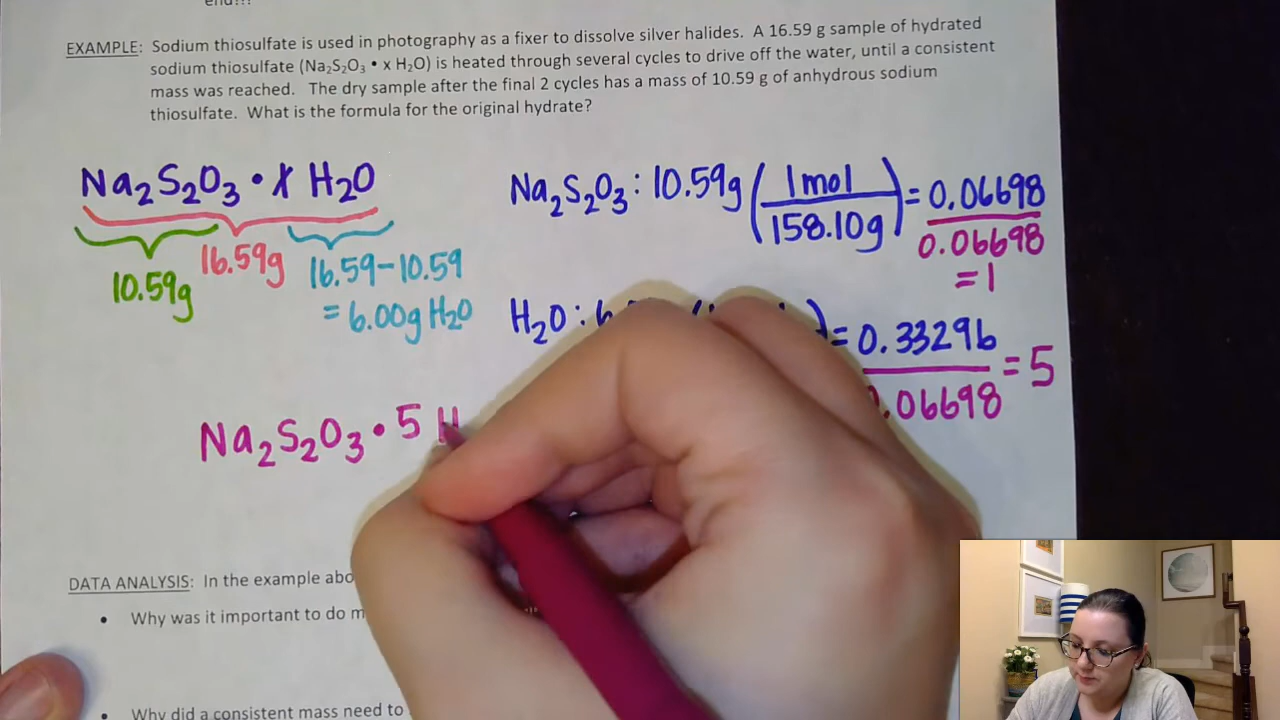 end!!!
EXAMPLE: Sodium thiosulfate is used in photography as a fixer to dissolve silver halides. A 16.59 g sample of hydrated
sodium thiosulfate (Na₂S₂O₃ • x H₂O) is heated through several cycles to drive off the water, until a consistent
mass was reached. The dry sample after the final 2 cycles has a mass of 10.59 g of anhydrous sodium
thiosulfate. What is the formula for the original hydrate?
Na₂S₂O₃ • x H₂O
10.59g
16.59g
16.59-10.59
= 6.00g H₂O
Na₂S₂O₃ : 10.59g (1mol / 158.10g) = 0.06698
0.06698
= 1
H₂O : 6
= 0.33296
0.06698
= 5
Na₂S₂O₃ • 5 H
DATA ANALYSIS: In the example
• Why was it important to do
• Why did a consistent mass need to